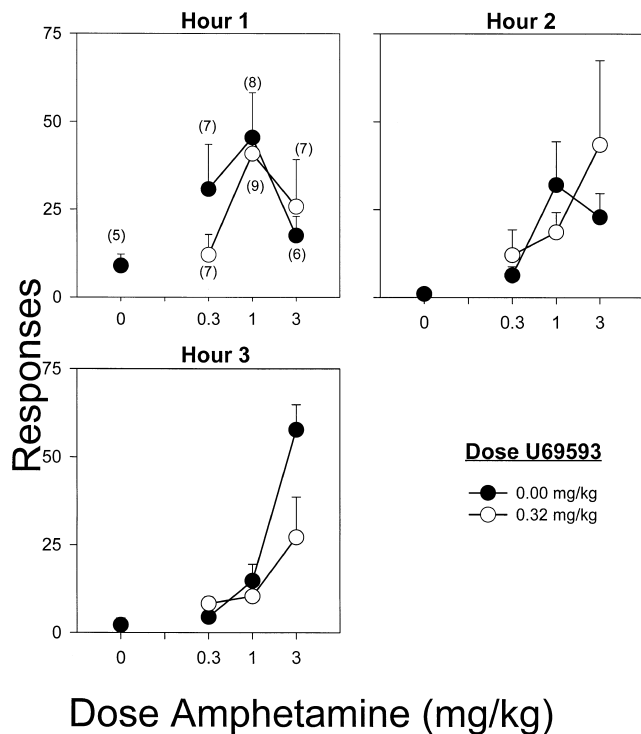 Hour 1
Hour 2
75
50
25
0
(5)
(7)
(8)
(7)
(7)
(9)
(6)
0 0.3 1 3
0 0.3 1 3
Hour 3
75
50
25
0
0 0.3 1 3
Responses
Dose U69593
0.00 mg/kg
0.32 mg/kg
Dose Amphetamine (mg/kg)